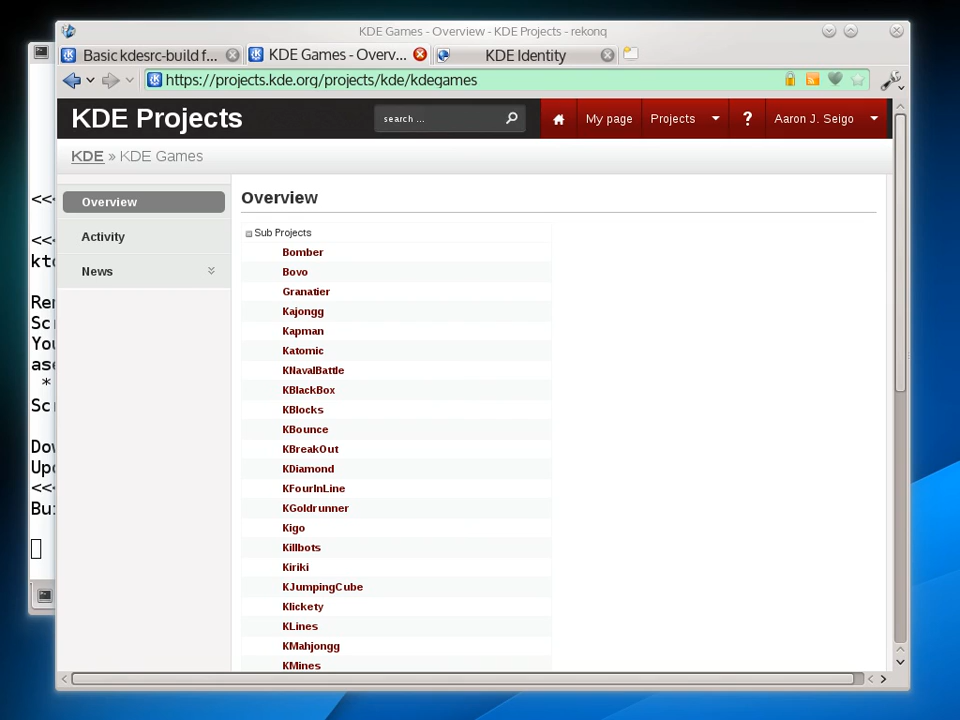 KDE Games - Overview - KDE Projects - rekonq
Basic kdesrc-build f...
KDE Games - Overv...
KDE Identity
https://projects.kde.org/projects/kde/kdegames
KDE Projects
search ...
My page
Projects
?
Aaron J. Seigo
KDE » KDE Games
Overview
Activity
News
Overview
Sub Projects
Bomber
Bovo
Granatier
Kajongg
Kapman
Katomic
KNavalBattle
KBlackBox
KBlocks
KBounce
KBreakOut
KDiamond
KFourInLine
KGoldrunner
Kigo
Killbots
Kiriki
KJumpingCube
Klickety
KLines
KMahjongg
KMines